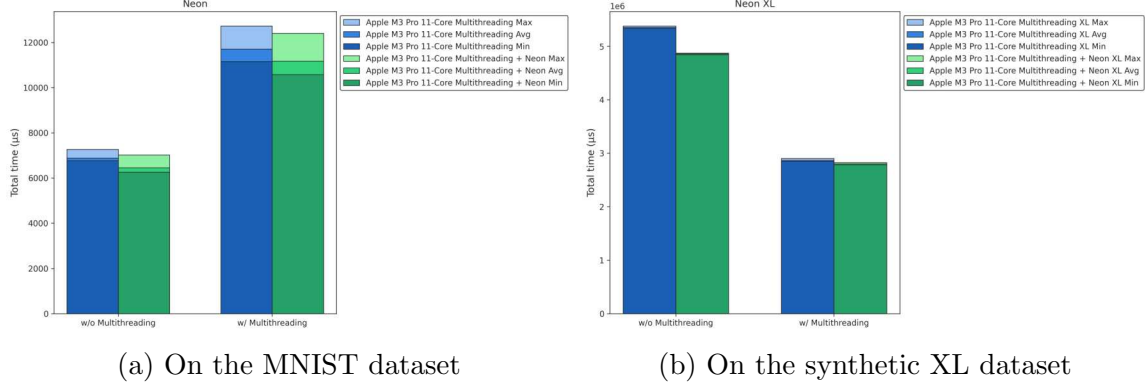 Neon
Total time (µs)
12000
10000
8000
6000
4000
2000
0
w/o Multithreading
w/ Multithreading
Apple M3 Pro 11-Core Multithreading Max
Apple M3 Pro 11-Core Multithreading Avg
Apple M3 Pro 11-Core Multithreading Min
Apple M3 Pro 11-Core Multithreading + Neon Max
Apple M3 Pro 11-Core Multithreading + Neon Avg
Apple M3 Pro 11-Core Multithreading + Neon Min
(a) On the MNIST dataset
Neon XL
1e6
Total time (µs)
5
4
3
2
1
0
w/o Multithreading
w/ Multithreading
Apple M3 Pro 11-Core Multithreading XL Max
Apple M3 Pro 11-Core Multithreading XL Avg
Apple M3 Pro 11-Core Multithreading XL Min
Apple M3 Pro 11-Core Multithreading + Neon XL Max
Apple M3 Pro 11-Core Multithreading + Neon XL Avg
Apple M3 Pro 11-Core Multithreading + Neon XL Min
(b) On the synthetic XL dataset